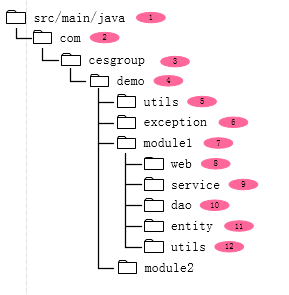 src/main/java 1
com 2
cesgroup 3
demo 4
utils 5
exception 6
module1 7
web 8
service 9
dao 10
entity 11
utils 12
module2